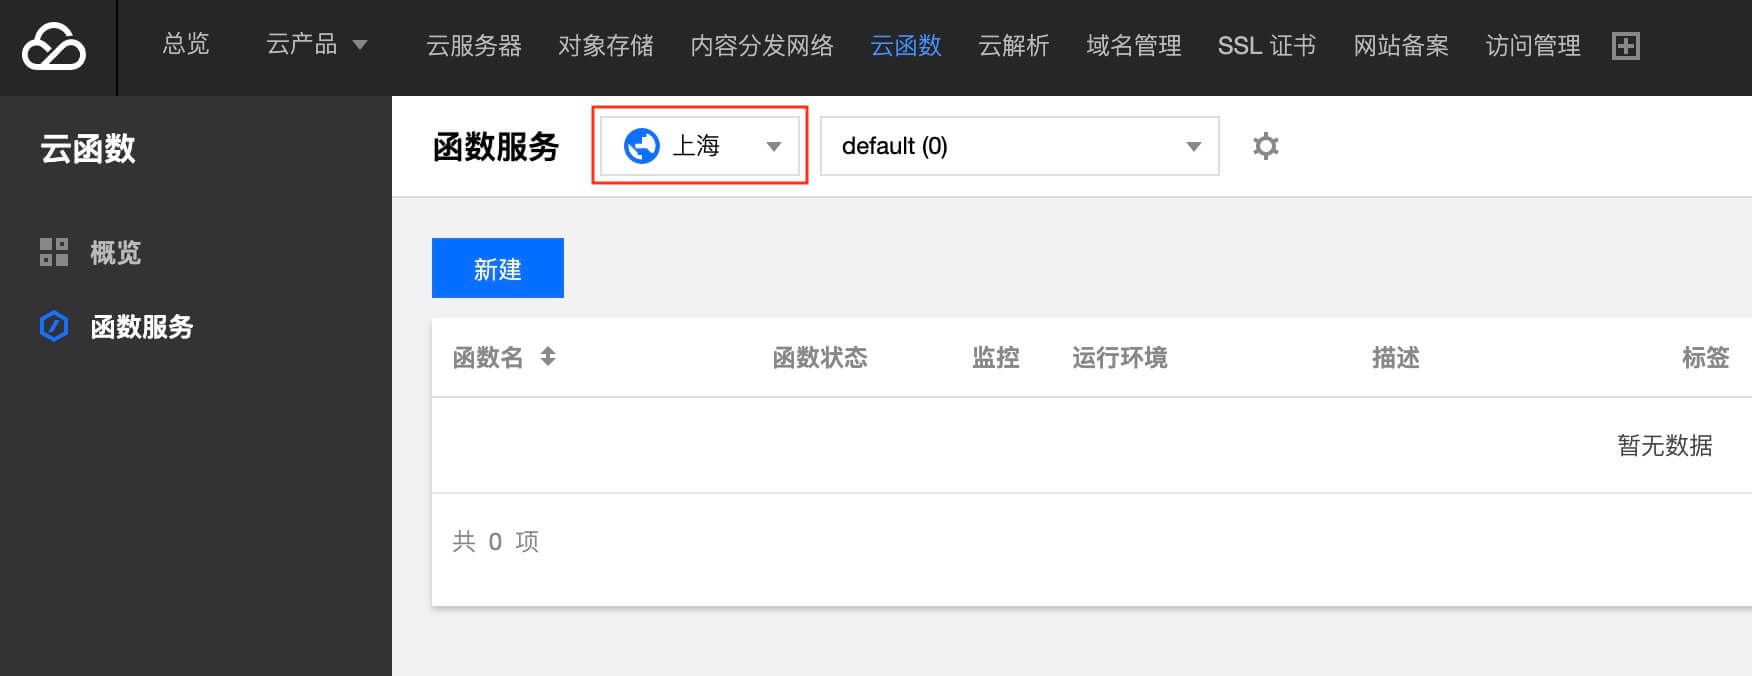 总览 云产品 云服务器 对象存储 内容分发网络 云函数 云解析 域名管理 SSL 证书 网站备案 访问管理
云函数
概览
函数服务
函数服务 上海 default (0)
新建
函数名 函数状态 监控 运行环境 描述 标签
暂无数据
共 0 项